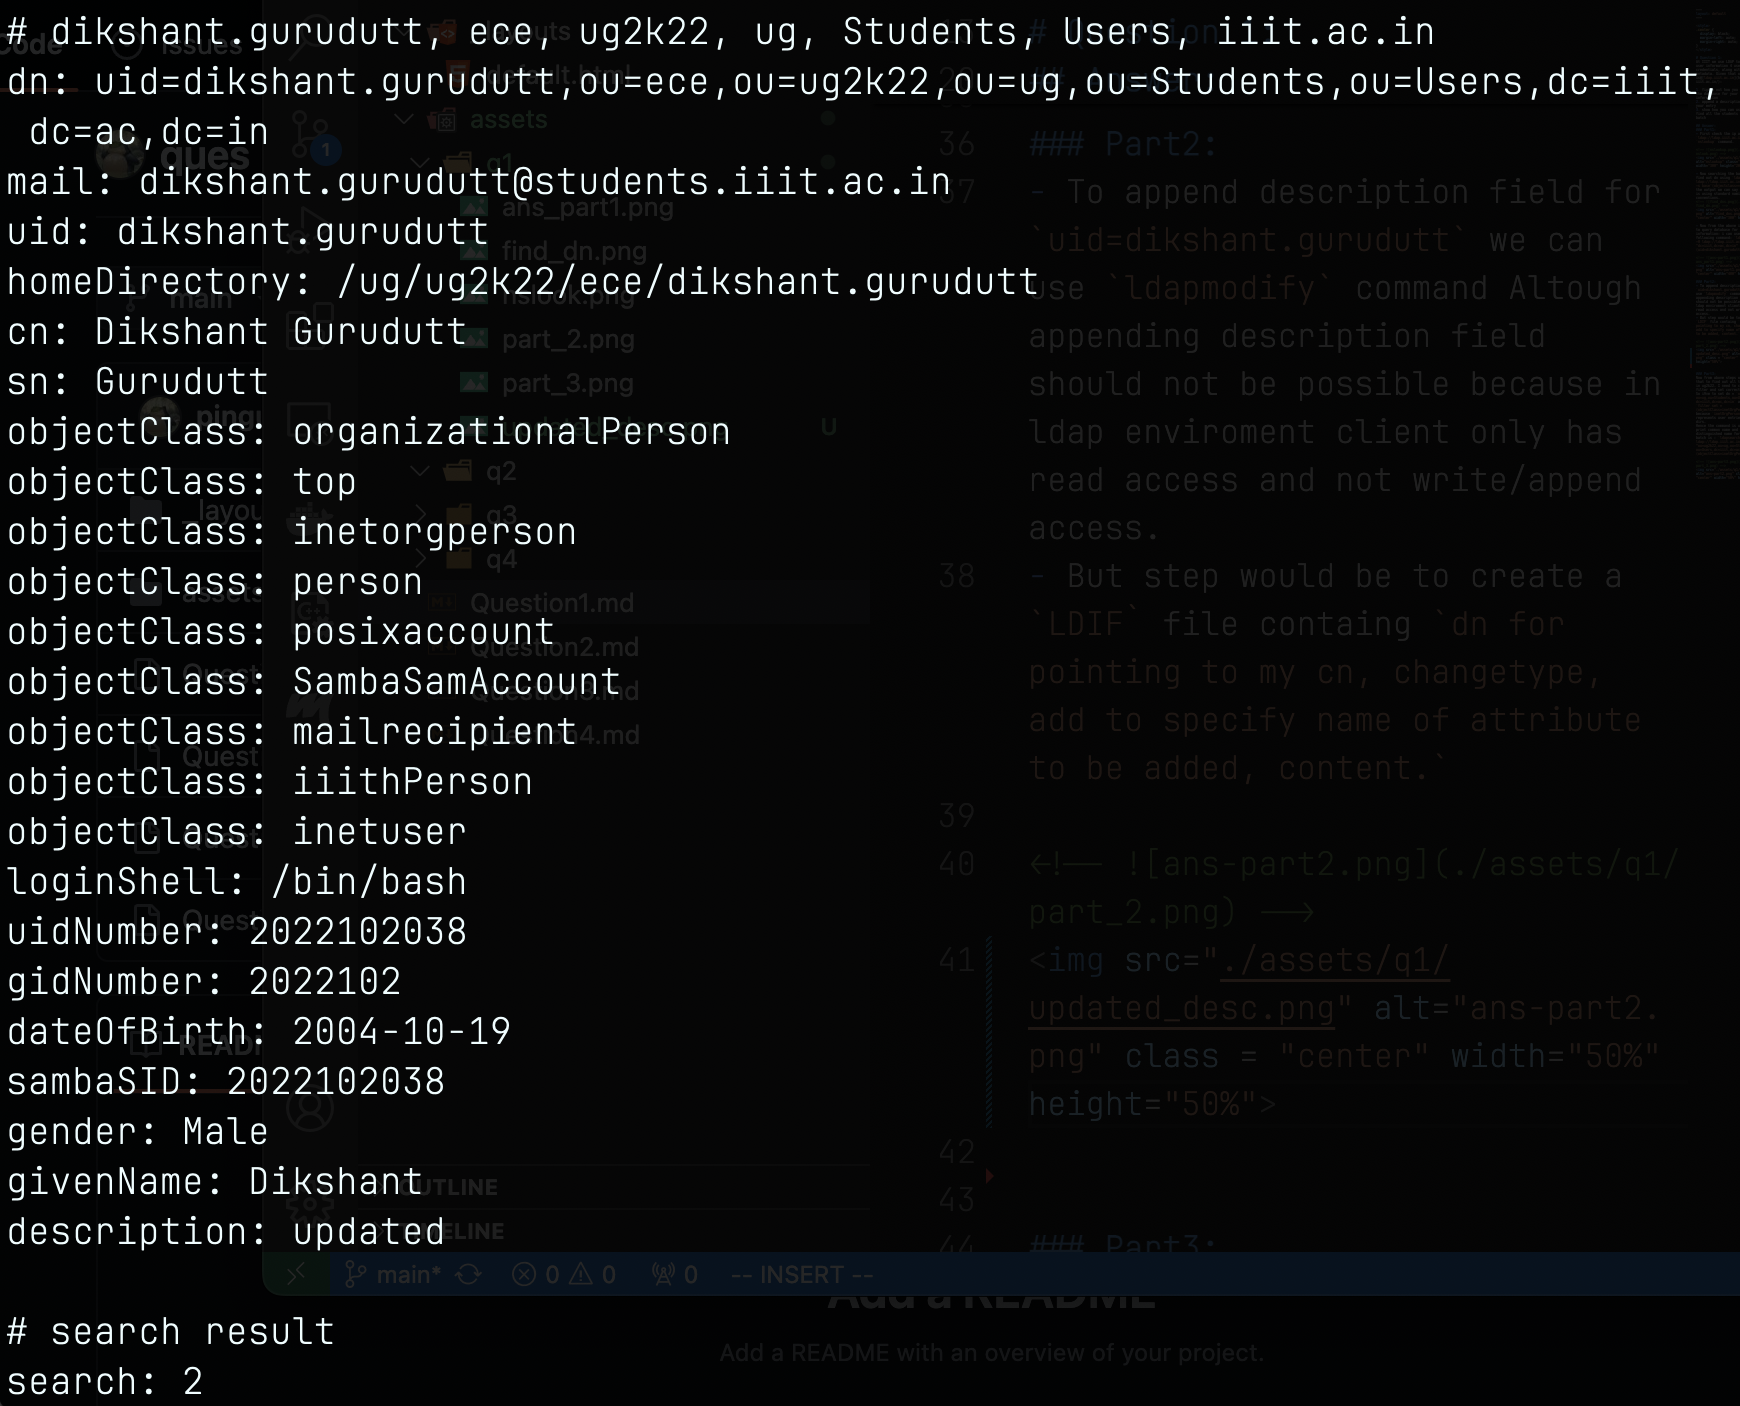 # dikshant.gurudutt, ece, ug2k22, ug, Students, Users, iiit.ac.in
dn: uid=dikshant.gurudutt,ou=ece,ou=ug2k22,ou=ug,ou=Students,ou=Users,dc=iiit,
 dc=ac,dc=in
mail: dikshant.gurudutt@students.iiit.ac.in
uid: dikshant.gurudutt
homeDirectory: /ug/ug2k22/ece/dikshant.gurudutt
cn: Dikshant Gurudutt
sn: Gurudutt
objectClass: organizationalPerson
objectClass: top
objectClass: inetorgperson
objectClass: person
objectClass: posixaccount
objectClass: SambaSamAccount
objectClass: mailrecipient
objectClass: iiithPerson
objectClass: inetuser
loginShell: /bin/bash
uidNumber: 2022102038
gidNumber: 2022102
dateOfBirth: 2004-10-19
sambaSID: 2022102038
gender: Male
givenName: Dikshant
description: updated
# search result
search: 2
Code
Issues
ques
main
assets
q1
ans_part1.png
find_dn.png
part_2.png
part_3.png
U
q2
q3
q4
Question1.md
Question2.md
Question3.md
OUTLINE
TIMELINE
36 ### Part2:
37 - To append description field for
`uid=dikshant.gurudutt` we can
use `ldapmodify` command Altough
appending description field
should not be possible because in
ldap enviroment client only has
read access and not write/append
access.
38 - But step would be to create a
`LDIF` file containg `dn for
pointing to my cn, changetype,
add to specify name of attribute
to be added, content.`
39
40 <!-- ![ans-part2.png](./assets/q1/
part_2.png) -->
41 <img src="./assets/q1/
updated_desc.png" alt="ans-part2.
png" class = "center" width="50%"
height="50%">
42
43
44 ### Part3:
main* 0 0 0 -- INSERT --
Add a README
Add a README with an overview of your project.